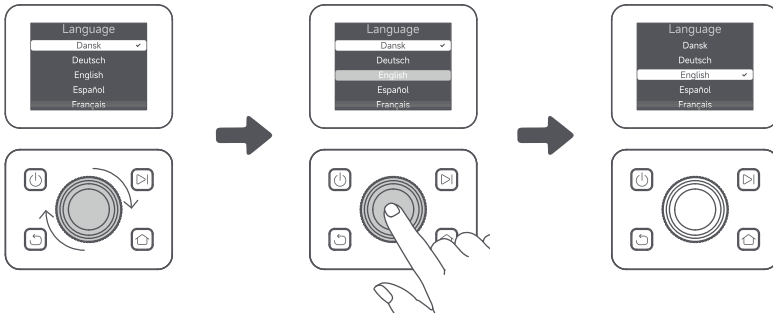 Language
Dansk
Deutsch
English
Español
Français
Language
Dansk
Deutsch
English
Español
Français
Language
Dansk
Deutsch
English
Español
Français